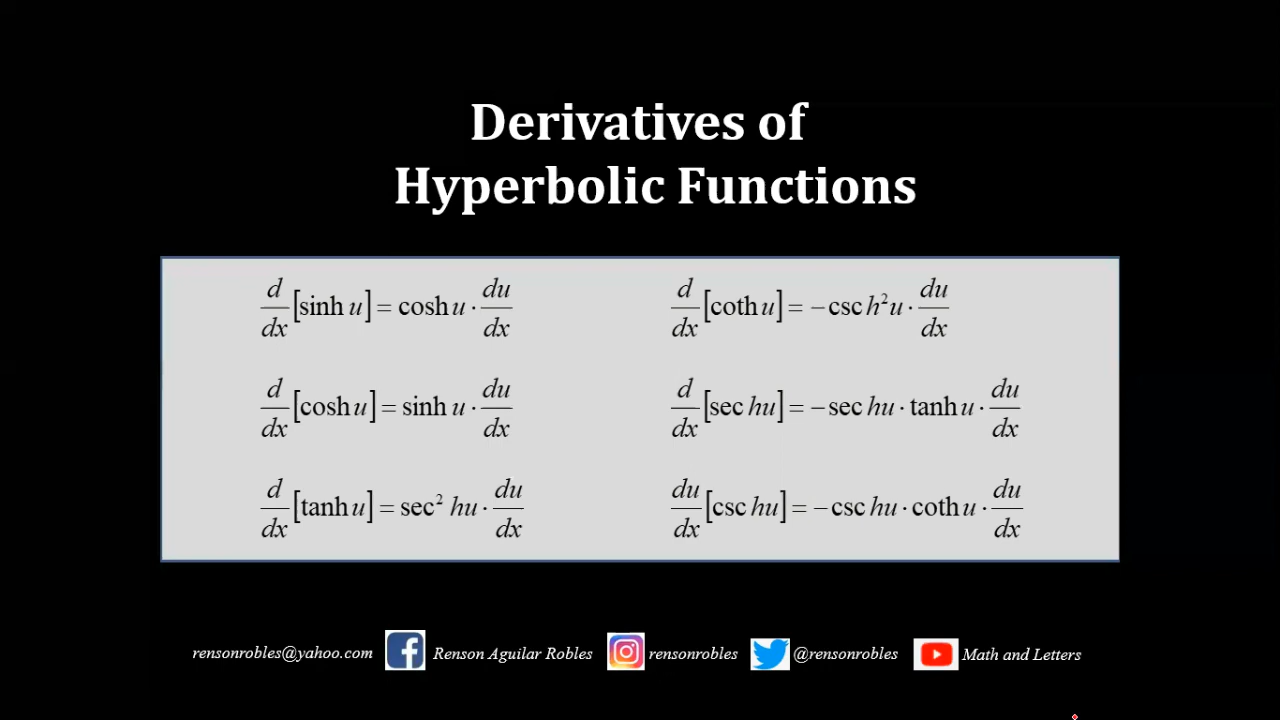 Derivatives of
Hyperbolic Functions
d/dx [sinh u] = cosh u · du/dx
d/dx [coth u] = −csc h²u · du/dx
d/dx [cosh u] = sinh u · du/dx
d/dx [sec hu] = −sec hu · tanh u · du/dx
d/dx [tanh u] = sec² hu · du/dx
du/dx [csc hu] = −csc hu · coth u · du/dx
rensonrobles@yahoo.com Renson Aguilar Robles rensonrobles @rensonrobles Math and Letters